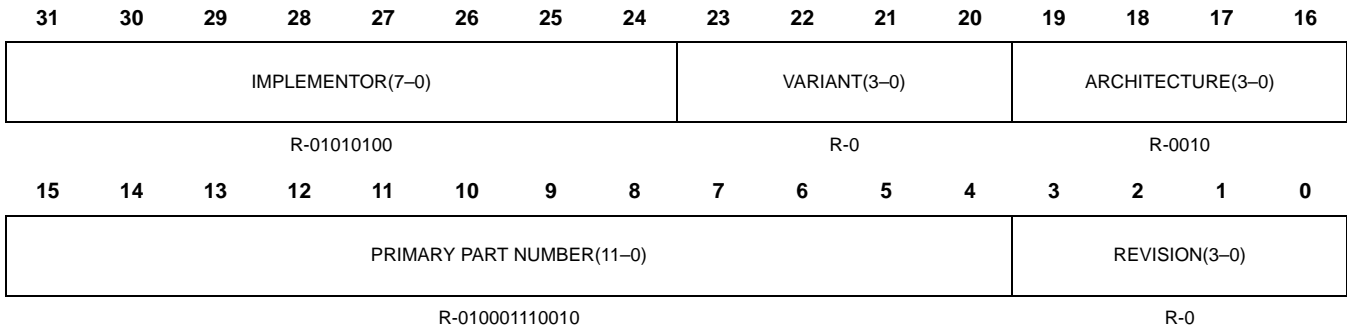 31 30 29 28 27 26 25 24 23 22 21 20 19 18 17 16
IMPLEMENTOR(7–0) VARIANT(3–0) ARCHITECTURE(3–0)
R-01010100 R-0 R-0010
15 14 13 12 11 10 9 8 7 6 5 4 3 2 1 0
PRIMARY PART NUMBER(11–0) REVISION(3–0)
R-010001110010 R-0